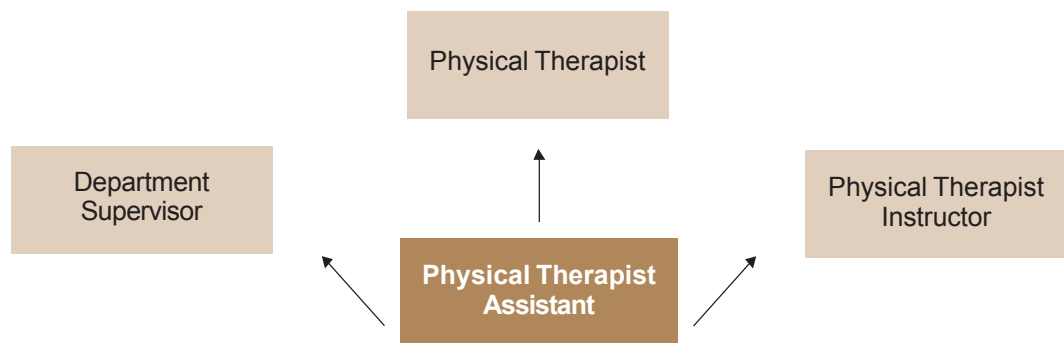 Physical Therapist
Department
Supervisor
Physical Therapist
Instructor
Physical Therapist
Assistant